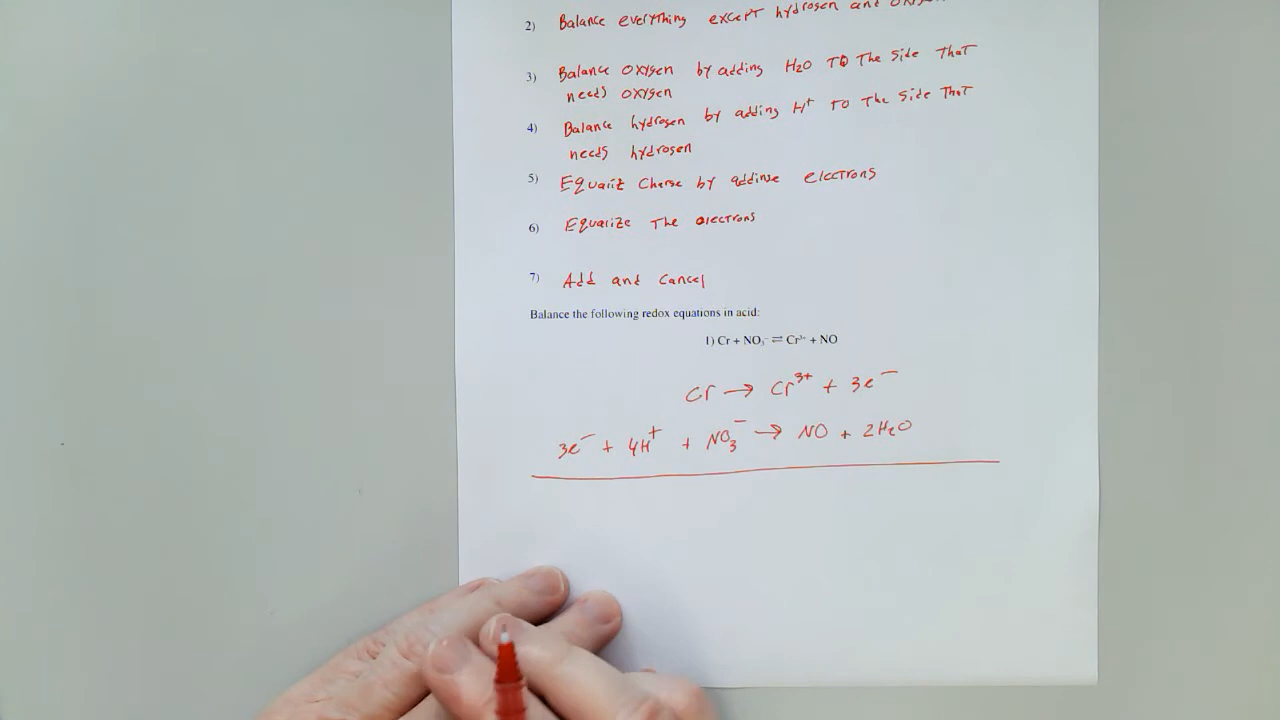 2) Balance everything except hydrogen and
3) Balance oxygen by adding H2O TO The side ThaT
needs oxygen
4) Balance hydrogen by adding H⁺ TO The side ThaT
needs hydrogen
5) Charge by electrons
6) Equalize The electrons
7) Add and Cancel
Balance the following redox equations in acid:
1) Cr + NO₃⁻ ⇌ Cr³⁺ + NO
Cr → Cr³⁺ + 3e⁻
3e⁻ + 4H⁺ + NO₃⁻ → NO + 2H₂O